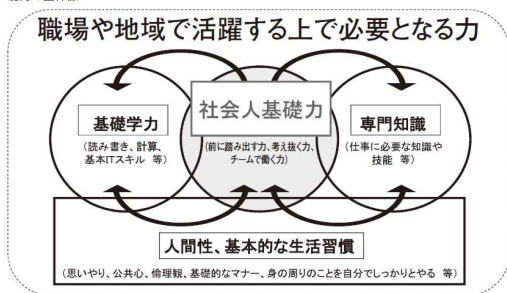 職場や地域で活躍する上で必要となる力
社会人基礎力
(前に踏み出す力、考え抜く力、
チームで働く力)
基礎学力
(読み書き、計算、
基本ITスキル 等)
専門知識
(仕事に必要な知識や
技能 等)
人間性、基本的な生活習慣
(思いやり、公共心、倫理観、基礎的なマナー、身の周りのことを自分でしっかりとやる 等)